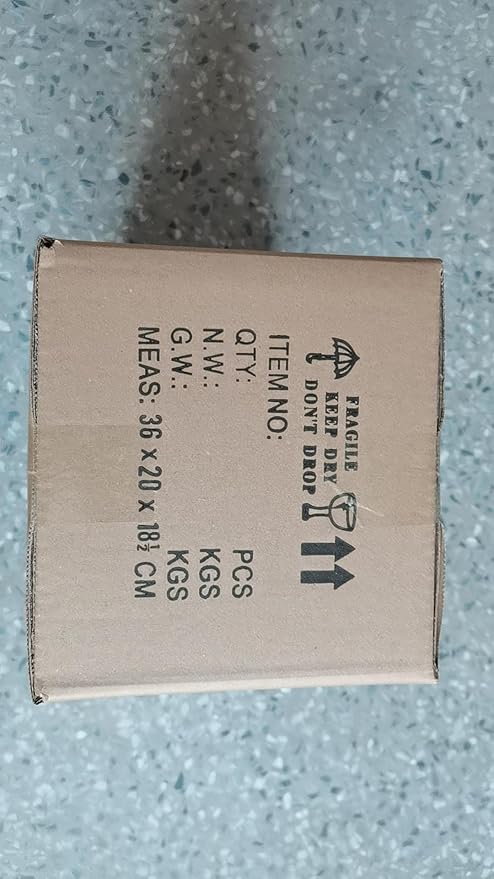 FRAGILE
KEEP DRY
DON'T DROP
ITEM NO:
QTY: PCS
N.W.: KGS
G.W.: KGS
MEAS: 36 x 20 x 18½ CM